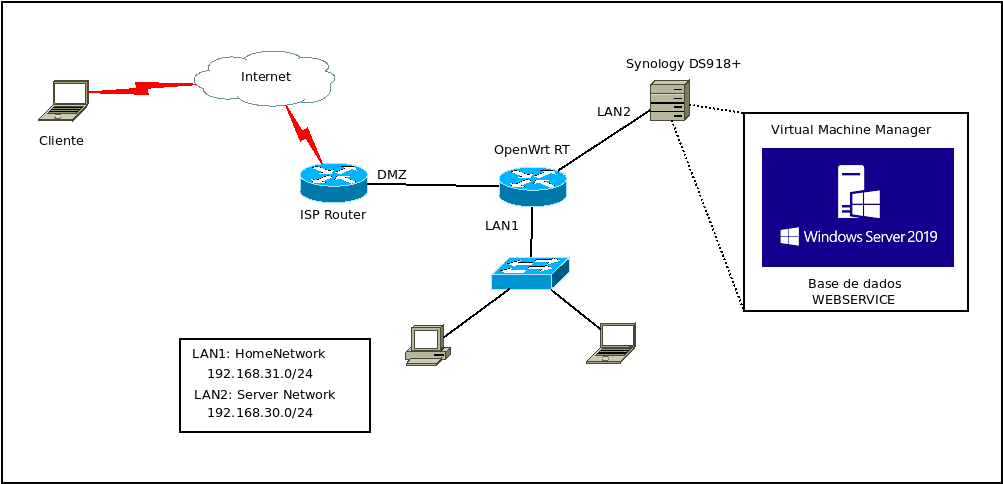 Synology DS918+
Internet
LAN2
Virtual Machine Manager
Cliente
OpenWrt RT
DMZ
ISP Router
LAN1
Windows Server 2019
Base de dados
WEBSERVICE
LAN1: HomeNetwork
192.168.31.0/24
LAN2: Server Network
192.168.30.0/24